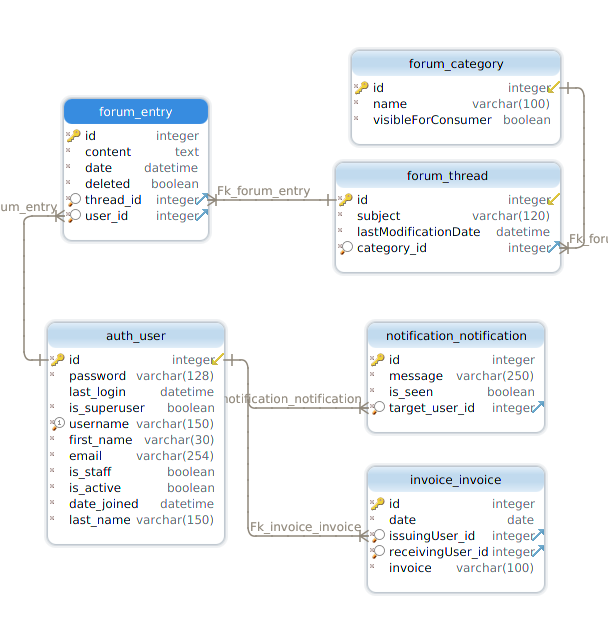 forum_category
id integer
name varchar(100)
visibleForConsumer boolean
forum_entry
id integer
content text
date datetime
deleted boolean
thread_id integer
user_id integer
um_entry
Fk_forum_entry
forum_thread
id integer
subject varchar(120)
lastModificationDate datetime
category_id integer
Fk_foru
auth_user
id integer
password varchar(128)
last_login datetime
is_superuser boolean
username varchar(150)
first_name varchar(30)
email varchar(254)
is_staff boolean
is_active boolean
date_joined datetime
last_name varchar(150)
notification_notification
notification_notification
id integer
message varchar(250)
is_seen boolean
target_user_id integer
Fk_invoice_invoice
invoice_invoice
id integer
date date
issuingUser_id integer
receivingUser_id integer
invoice varchar(100)